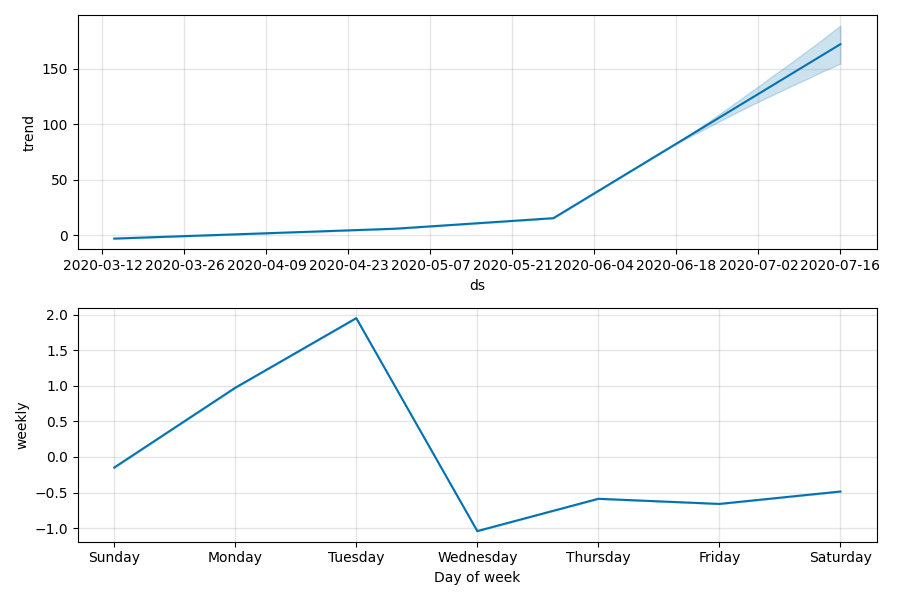 150
100
50
0
trend
2020-03-12 2020-03-26 2020-04-09 2020-04-23 2020-05-07 2020-05-21 2020-06-04 2020-06-18 2020-07-02 2020-07-16
ds
2.0
1.5
1.0
0.5
0.0
−0.5
−1.0
weekly
Sunday Monday Tuesday Wednesday Thursday Friday Saturday
Day of week